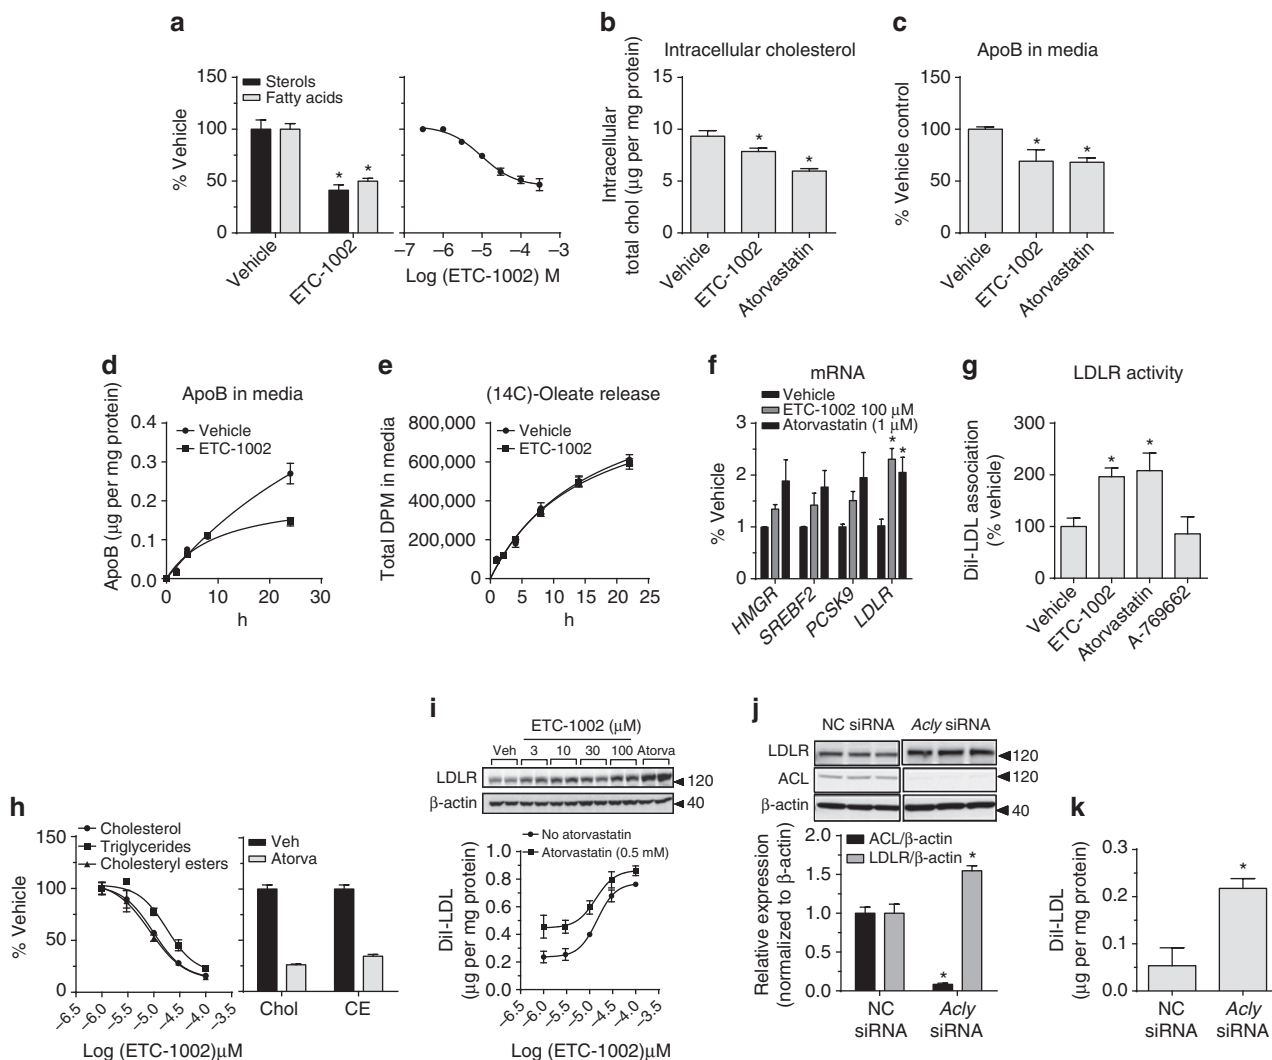 a
150
100
50
0
% Vehicle
Sterols
Fatty acids
*
*
Vehicle
ETC-1002
–7
–6
–5
–4
–3
Log (ETC-1002) M
b
Intracellular cholesterol
15
10
5
0
Intracellular
total chol (μg per mg protein)
*
*
Vehicle
ETC-1002
Atorvastatin
c
ApoB in media
150
100
50
0
% Vehicle control
*
*
Vehicle
ETC-1002
Atorvastatin
d
ApoB in media
0.4
0.3
0.2
0.1
0.0
ApoB (μg per mg protein)
Vehicle
ETC-1002
0
10
20
30
h
e
(14C)-Oleate release
800,000
600,000
400,000
200,000
0
Total DPM in media
Vehicle
ETC-1002
0
5
10
15
20
25
h
f
mRNA
Vehicle
ETC-1002 100 μM
Atorvastatin (1 μM)
3
2
1
0
% Vehicle
*
*
HMGR
SREBF2
PCSK9
LDLR
g
LDLR activity
300
200
100
0
Dil-LDL association
(% vehicle)
*
*
Vehicle
ETC-1002
Atorvastatin
A-769662
h
Cholesterol
Triglycerides
Cholesteryl esters
150
100
50
0
% Vehicle
–6.5
–6.0
–5.5
–5.0
–4.5
–4.0
–3.5
Log (ETC-1002)μM
Veh
Atorva
Chol
CE
i
ETC-1002 (μM)
Veh
3
10
30
100
Atorva
LDLR
120
β-actin
40
No atorvastatin
Atorvastatin (0.5 mM)
1.0
0.8
0.6
0.4
0.2
0.0
Dil-LDL
(μg per mg protein)
–6.5
–6.0
–5.5
–5.0
–4.5
–4.0
–3.5
Log (ETC-1002)μM
j
NC siRNA
Acly siRNA
LDLR
120
ACL
120
β-actin
40
2.0
1.5
1.0
0.5
0.0
Relative expression
(normalized to β-actin)
ACL/β-actin
LDLR/β-actin
*
*
NC
siRNA
Acly
siRNA
k
0.3
0.2
0.1
0.0
Dil-LDL
(μg per mg protein)
*
NC
siRNA
Acly
siRNA